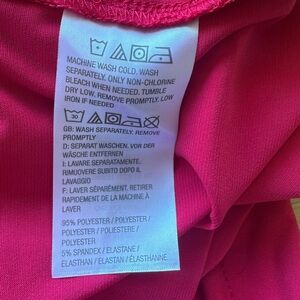 MACHINE WASH COLD. WASH
SEPARATELY. ONLY NON-CHLORINE
BLEACH WHEN NEEDED. TUMBLE
DRY LOW. REMOVE PROMPTLY. LOW
IRON IF NEEDED
30
GB: WASH SEPARATELY. REMOVE
PROMPTLY
D: SEPARAT WASCHEN. VOR DER
WÄSCHE ENTFERNEN
I: LAVARE SEPARATAMENTE.
RIMUOVERE SUBITO DOPO IL
LAVAGGIO
F: LAVER SÉPARÉMENT, RETIRER
RAPIDEMENT DE LA MACHINE À
LAVER
95% POLYESTER / POLYESTER /
POLYESTER / POLIESTERE /
POLYESTER
5% SPANDEX / ELASTANE /
ELASTHAN / ELASTAN / ÉLASTHANNE